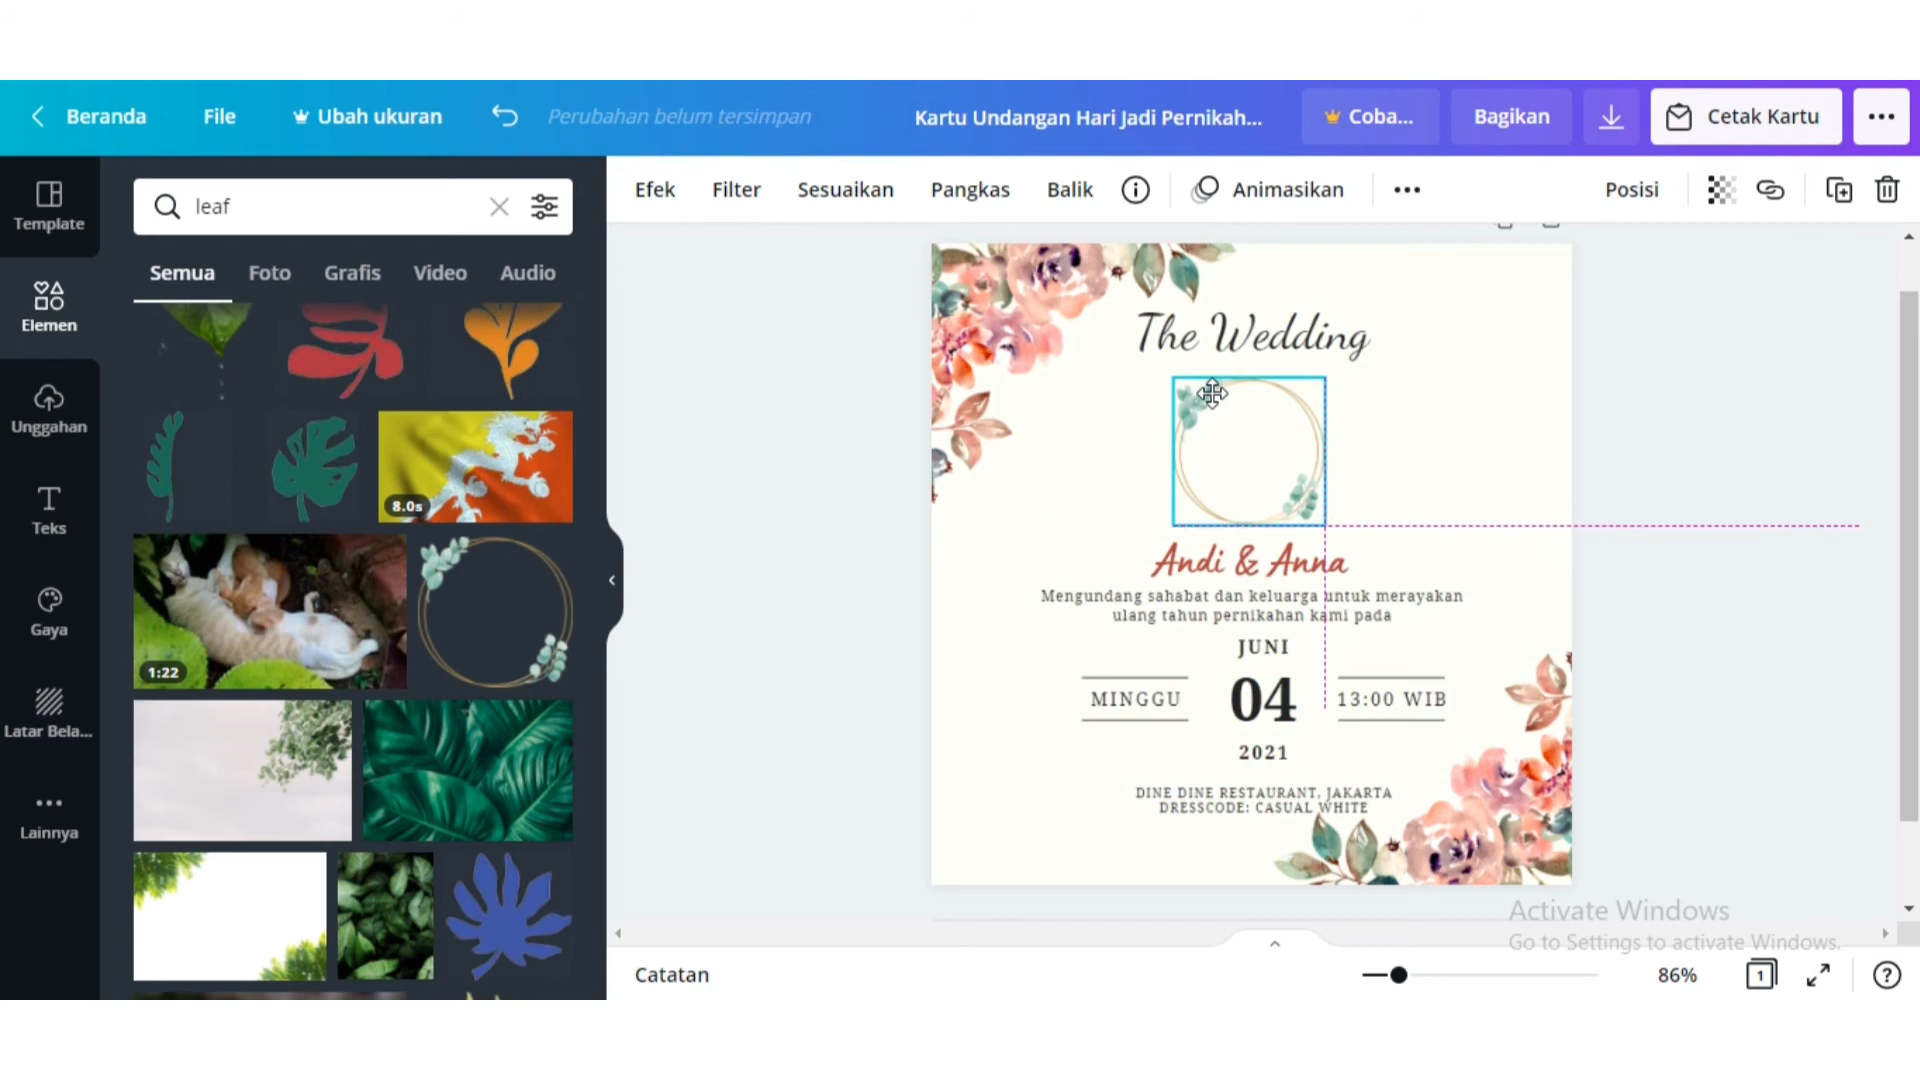 Beranda
File
Ubah ukuran
Perubahan belum tersimpan
Kartu Undangan Hari Jadi Pernikah...
Coba...
Bagikan
Cetak Kartu
Template
Elemen
Unggahan
Teks
Gaya
Latar Bela...
Lainnya
leaf
Semua
Foto
Grafis
Video
Audio
8.0s
1:22
Efek
Filter
Sesuaikan
Pangkas
Balik
Animasikan
Posisi
The Wedding
Andi & Anna
Mengundang sahabat dan keluarga untuk merayakan
ulang tahun pernikahan kami pada
JUNI
MINGGU
04
13:00 WIB
2021
DINE DINE RESTAURANT, JAKARTA
DRESSCODE: CASUAL WHITE
Activate Windows
Go to Settings to activate Windows.
Catatan
86%
1